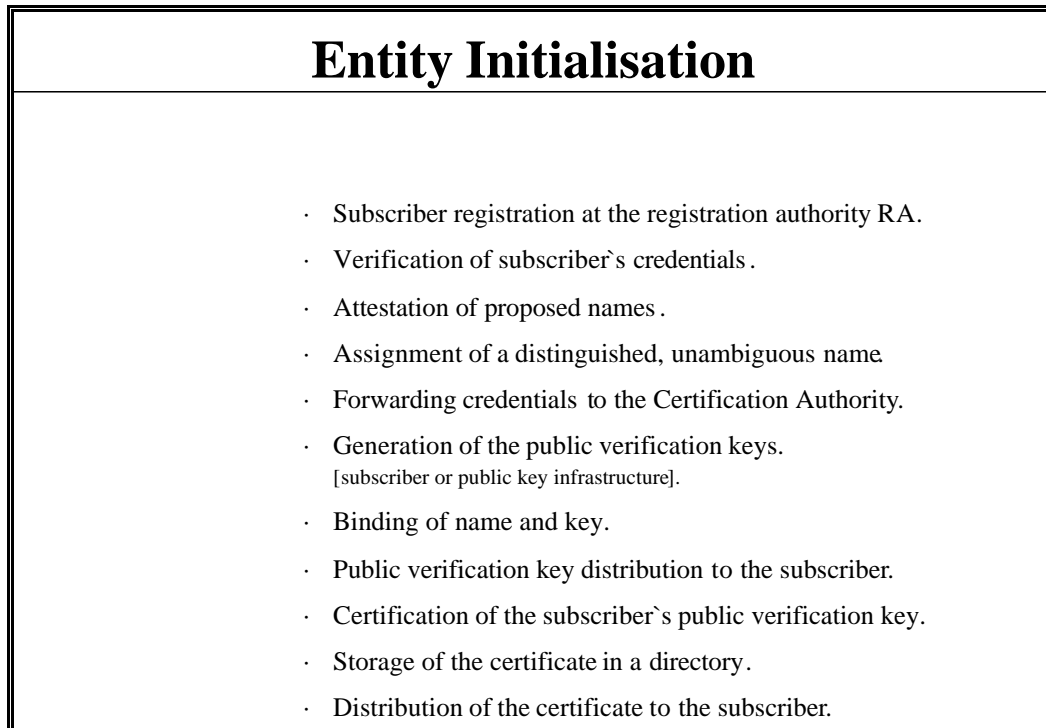 Entity Initialisation
· Subscriber registration at the registration authority RA.
· Verification of subscriber`s credentials.
· Attestation of proposed names.
· Assignment of a distinguished, unambiguous name.
· Forwarding credentials to the Certification Authority.
· Generation of the public verification keys.
[subscriber or public key infrastructure].
· Binding of name and key.
· Public verification key distribution to the subscriber.
· Certification of the subscriber`s public verification key.
· Storage of the certificate in a directory.
· Distribution of the certificate to the subscriber.